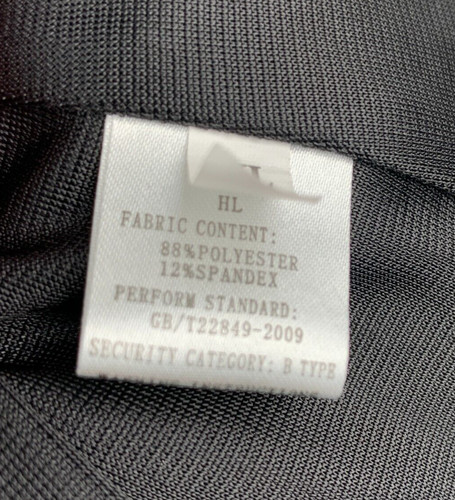 L
HL
FABRIC CONTENT:
88%POLYESTER
12%SPANDEX
PERFORM STANDARD:
GB/T22849-2009
SECURITY CATEGORY: B TYPE